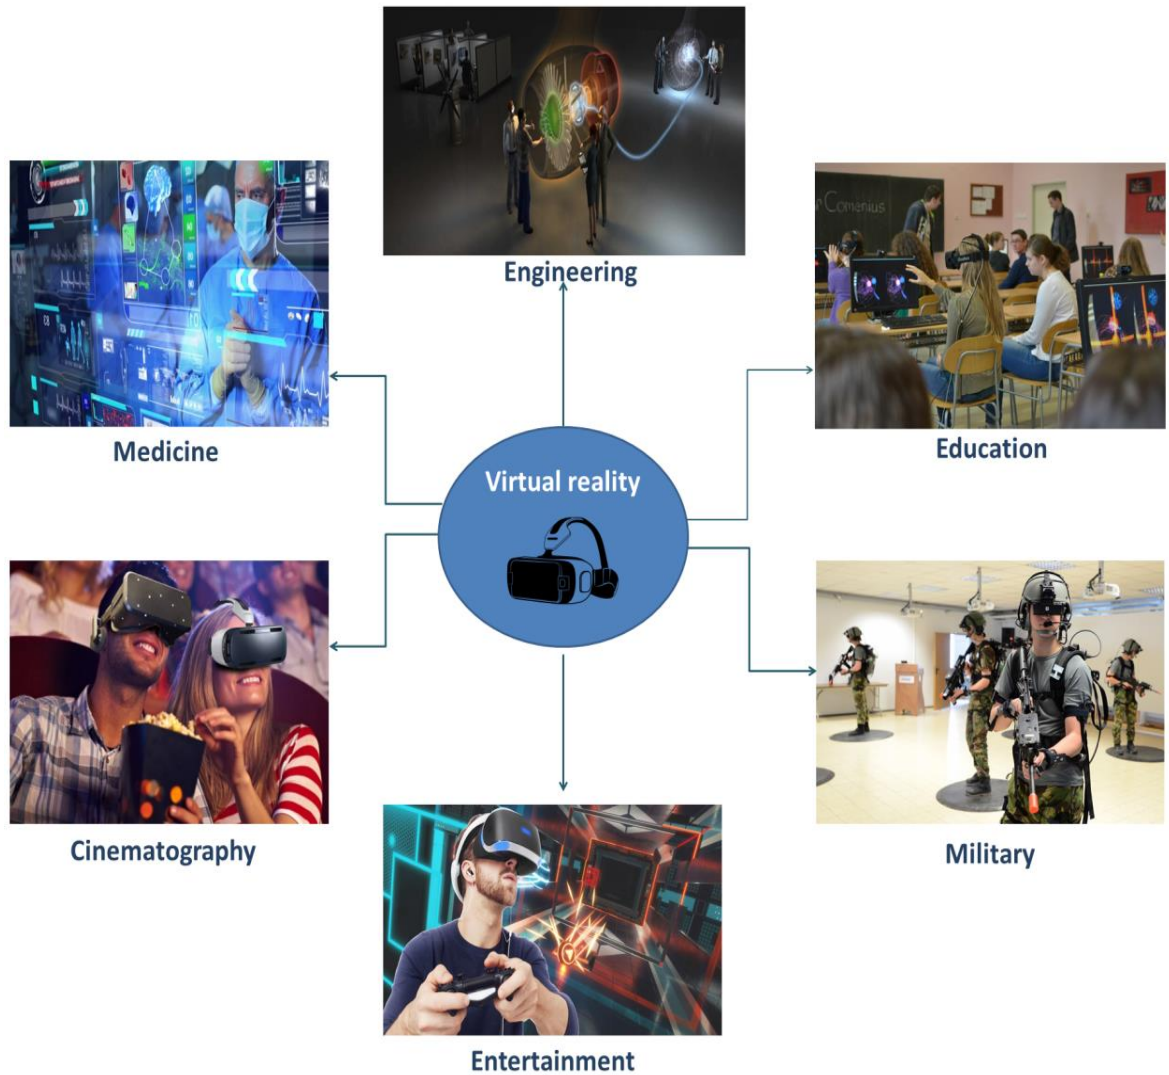 Engineering
Comenius
Medicine
Education
Virtual reality
Cinematography
Military
Entertainment